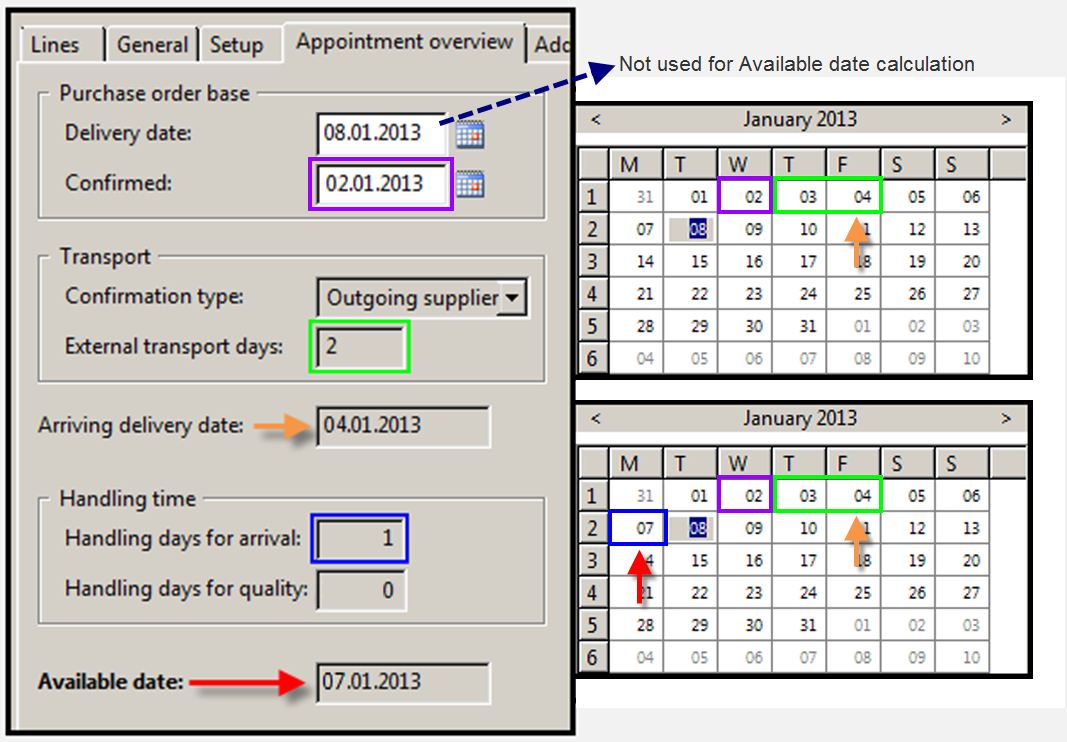 Lines General Setup Appointment overview Add
Not used for Available date calculation
Purchase order base
Delivery date: 08.01.2013
Confirmed: 02.01.2013
Transport
Confirmation type: Outgoing supplier
External transport days: 2
Arriving delivery date: 04.01.2013
Handling time
Handling days for arrival: 1
Handling days for quality: 0
Available date: 07.01.2013
< January 2013 >
M T W T F S S
1 31 01 02 03 04 05 06
2 07 08 09 10 12 13
3 14 15 16 17 18 19 20
4 21 22 23 24 25 26 27
5 28 29 30 31 01 02 03
6 04 05 06 07 08 09 10
< January 2013 >
M T W T F S S
1 31 01 02 03 04 05 06
2 07 08 09 10 12 13
3 15 16 17 18 19 20
4 21 22 23 24 25 26 27
5 28 29 30 31 01 02 03
6 04 05 06 07 08 09 10